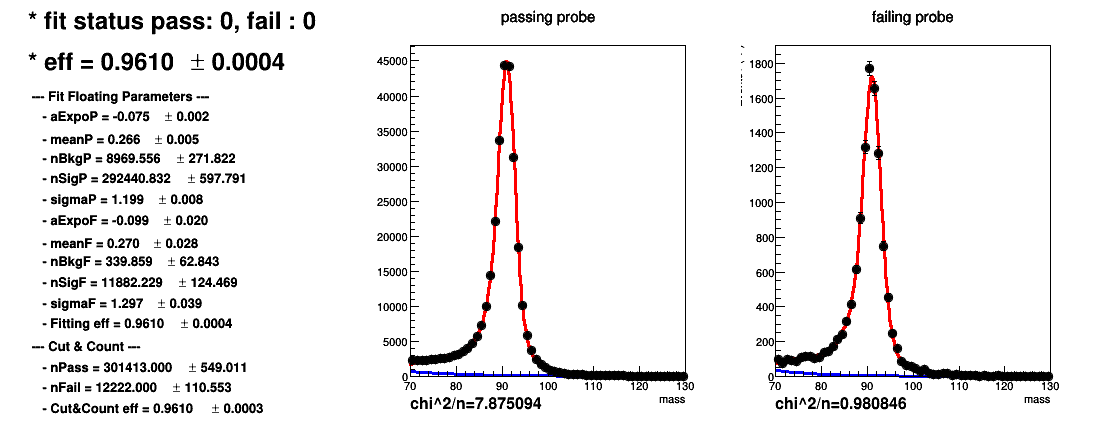 * fit status pass: 0, fail : 0
* eff = 0.9610 ± 0.0004
--- Fit Floating Parameters ---
- aExpoP = -0.075 ± 0.002
- meanP = 0.266 ± 0.005
- nBkgP = 8969.556 ± 271.822
- nSigP = 292440.832 ± 597.791
- sigmaP = 1.199 ± 0.008
- aExpoF = -0.099 ± 0.020
- meanF = 0.270 ± 0.028
- nBkgF = 339.859 ± 62.843
- nSigF = 11882.229 ± 124.469
- sigmaF = 1.297 ± 0.039
- Fitting eff = 0.9610 ± 0.0004
--- Cut & Count ---
- nPass = 301413.000 ± 549.011
- nFail = 12222.000 ± 110.553
- Cut&Count eff = 0.9610 ± 0.0003
passing probe
45000
40000
35000
30000
25000
20000
15000
10000
5000
0
70 80 90 100 110 120 130
mass
chi^2/n=7.875094
failing probe
1800
1600
1400
1200
1000
800
600
400
200
0
70 80 90 100 110 120 130
mass
chi^2/n=0.980846